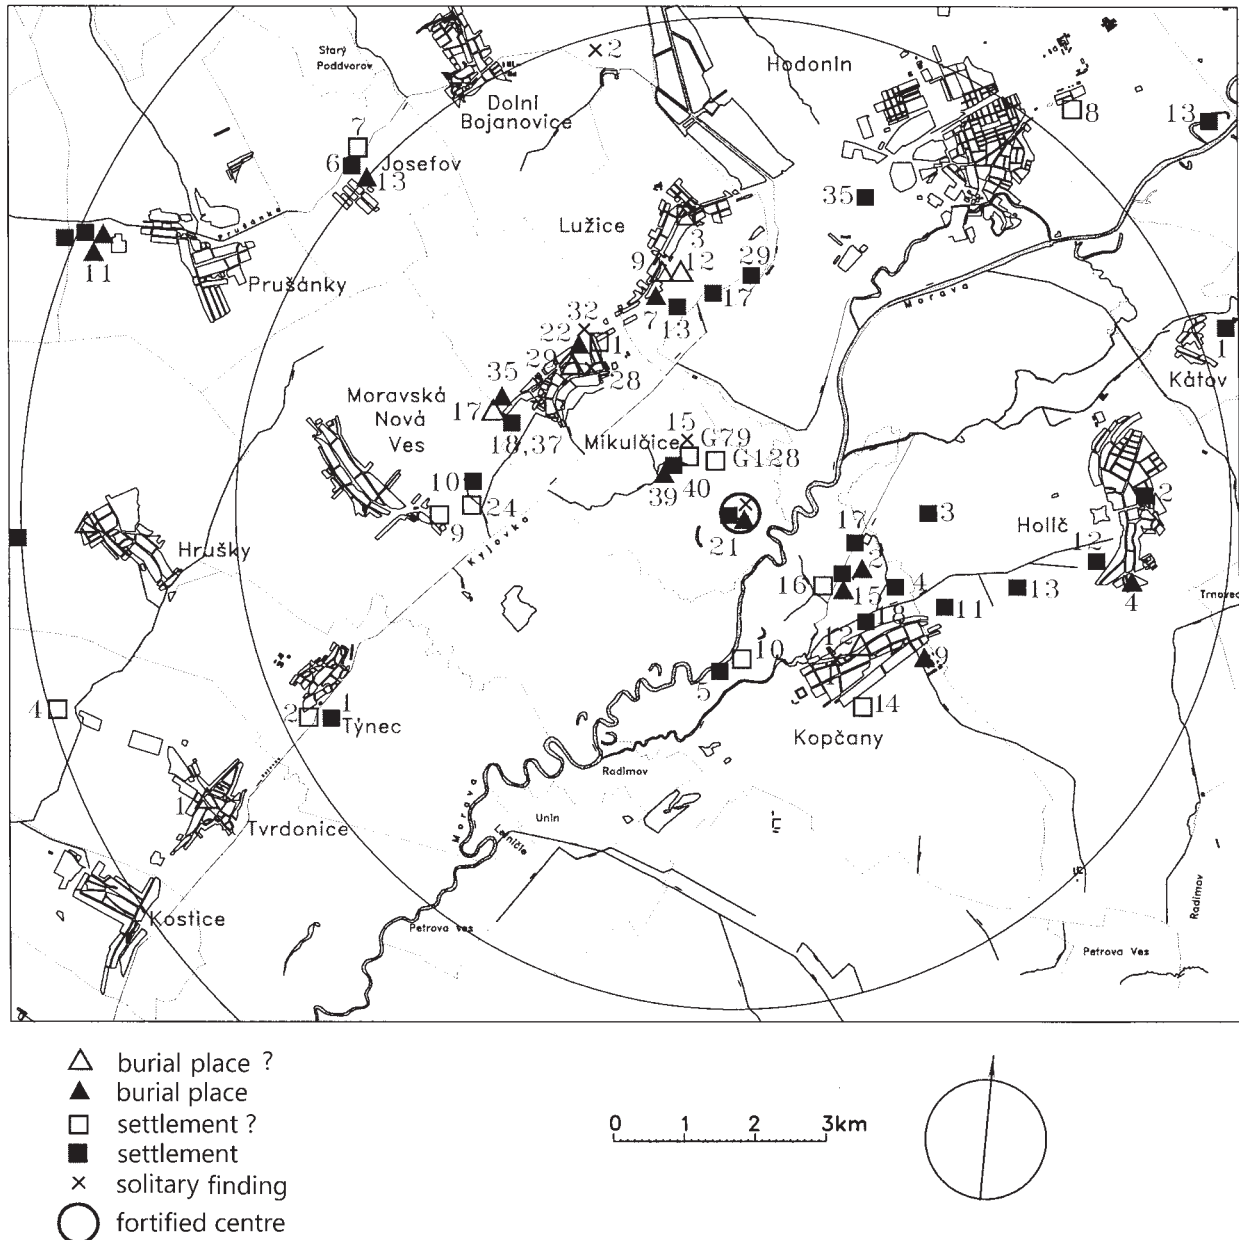 Starý
Poddvorov
2
Dolní
Bojanovice
Hodonín
7
8
13
6
Josefov
13
Prušánka
35
Lužice
3
11
Prušánky
9
12
29
17
7
13
Morava
32
22
1
29
28
1
Kátov
35
Moravská
Nová
Ves
17
18,37
Mikulčice
15
G79
G128
39
40
10
24
9
Kyjovka
21
2
3
Holíč
17
2
12
16
15
4
13
4
Trnovec
11
18
Hrušky
12
9
10
1
5
14
Kopčany
4
2
1
Týnec
Radimov
1
Tvrdonice
Morava
Unín
Letničie
Kostice
Petrova Ves
Radimov
Petrova Ves
burial place ?
burial place
settlement ?
settlement
solitary finding
fortified centre
0 1 2 3km